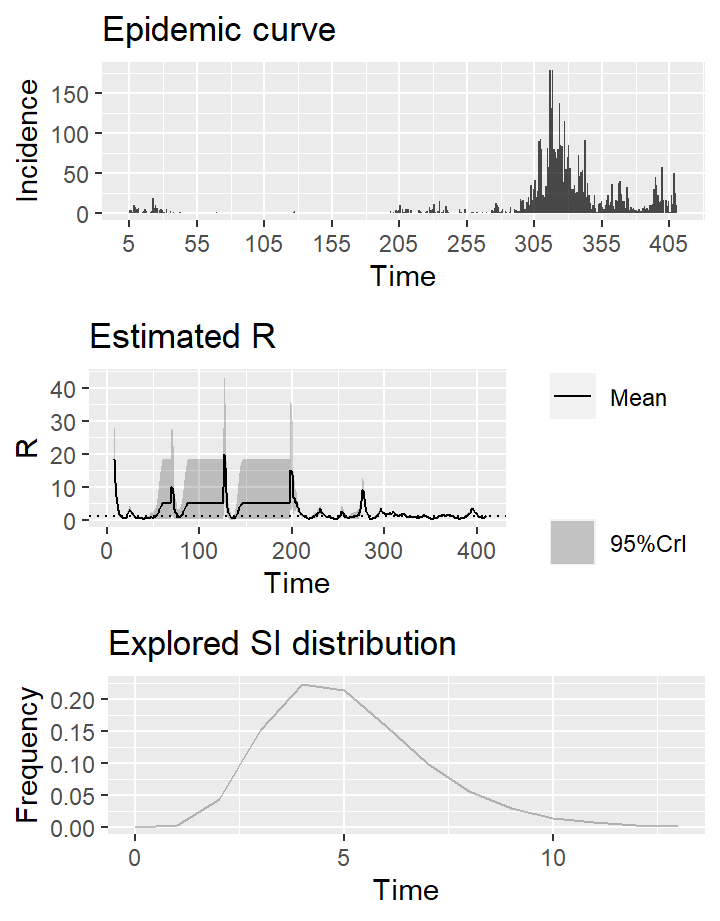 Epidemic curve
Incidence
150
100
50
0
5 55 105 155 205 255 305 355 405
Time
Estimated R
R
40
30
20
10
0
0 100 200 300 400
Time
Mean
95%CrI
Explored SI distribution
Frequency
0.20
0.15
0.10
0.05
0.00
0 5 10
Time